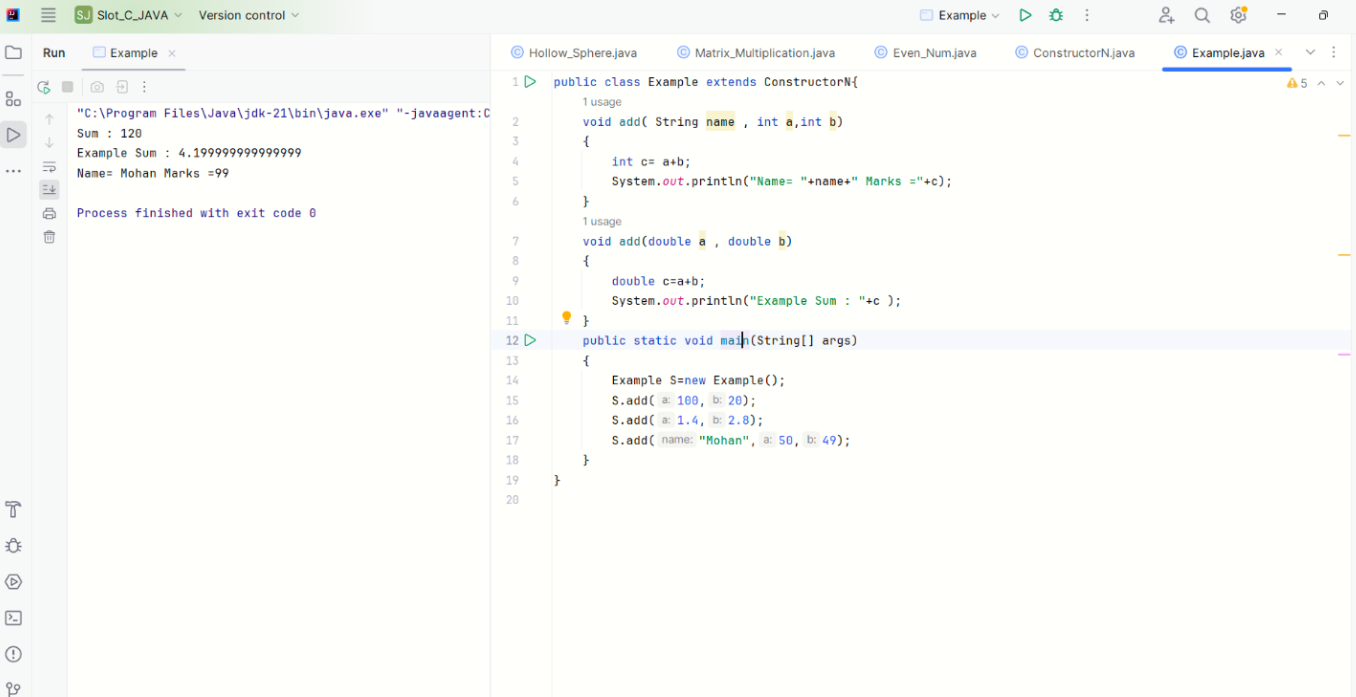 SJ Slot_C_JAVA Version control Example
Run Example
Hollow_Sphere.java Matrix_Multiplication.java Even_Num.java ConstructorN.java Example.java
"C:\Program Files\Java\jdk-21\bin\java.exe" "-javaagent:C
Sum : 120
Example Sum : 4.199999999999999
Name= Mohan Marks =99
Process finished with exit code 0
5
1 public class Example extends ConstructorN{
1 usage
2 void add( String name , int a,int b)
3 {
4 int c= a+b;
5 System.out.println("Name= "+name+" Marks ="+c);
6 }
1 usage
7 void add(double a , double b)
8 {
9 double c=a+b;
10 System.out.println("Example Sum : "+c );
11 }
12 public static void main(String[] args)
13 {
14 Example S=new Example();
15 S.add( a: 100, b: 20);
16 S.add( a: 1.4, b: 2.8);
17 S.add( name: "Mohan", a: 50, b: 49);
18 }
19 }
20